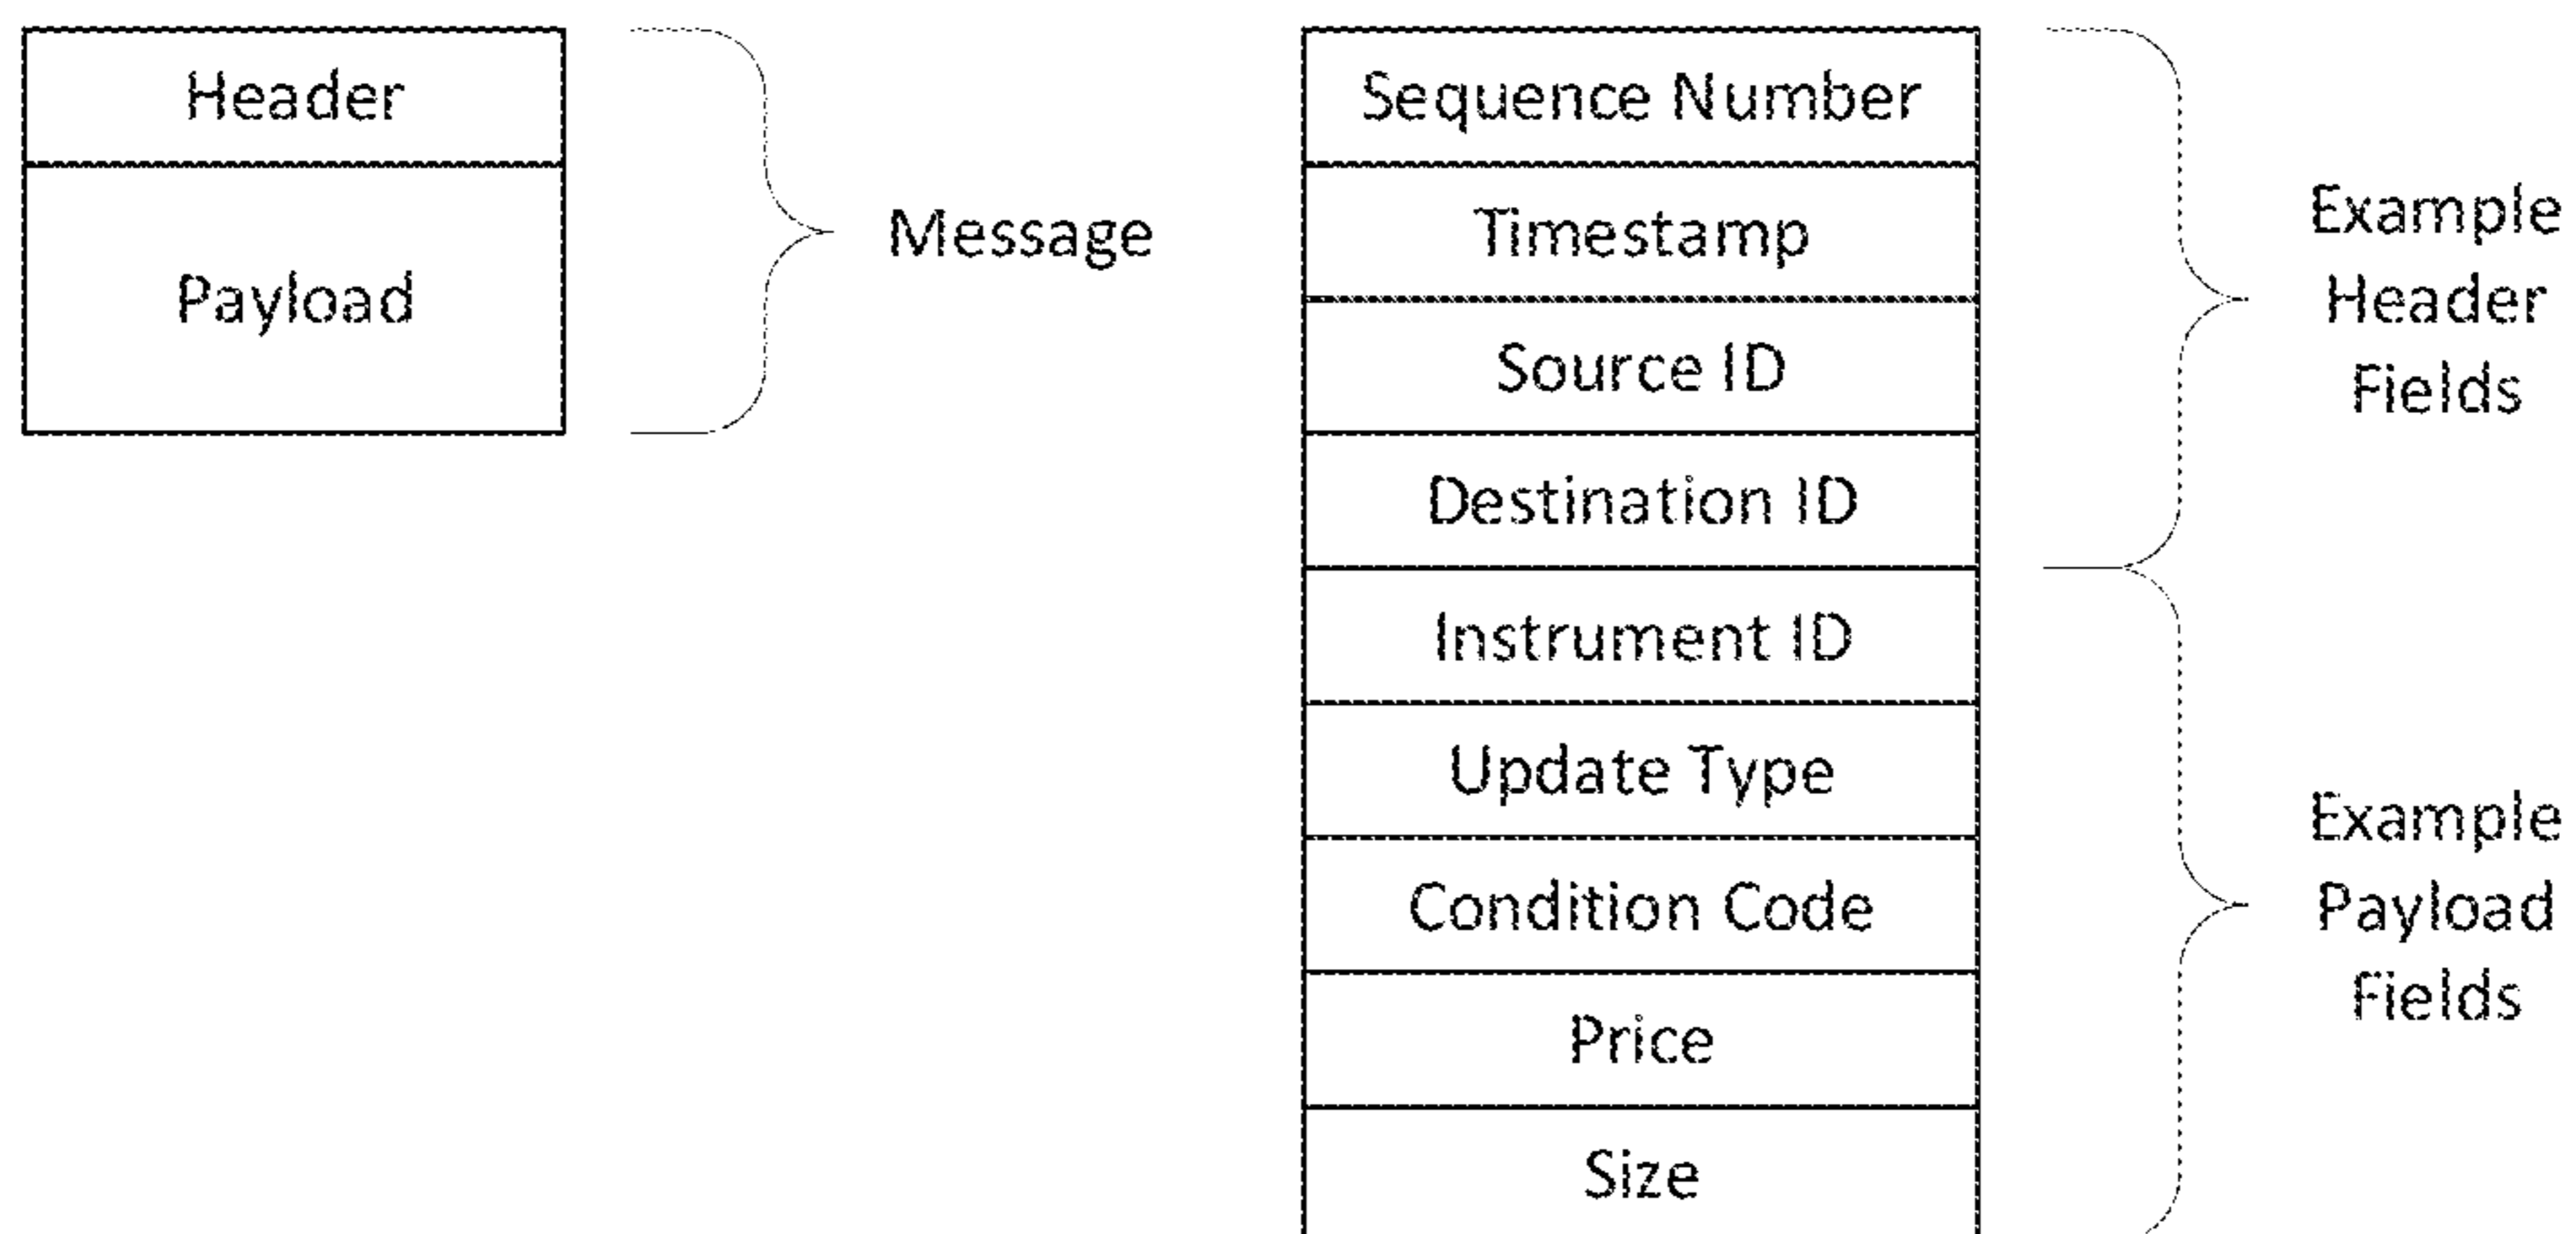 Header
Payload
Message
Sequence Number
Timestamp
Source ID
Destination ID
Instrument ID
Update Type
Condition Code
Price
Size
Example
Header
Fields
Example
Payload
Fields